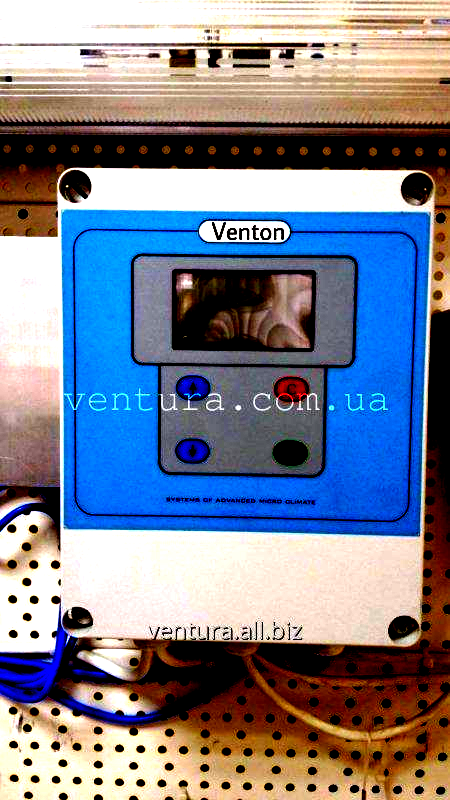 Venton
C
ventura.com.ua
SYSTEMS OF ADVANCED MICRO CLIMATE
ventura.all.biz